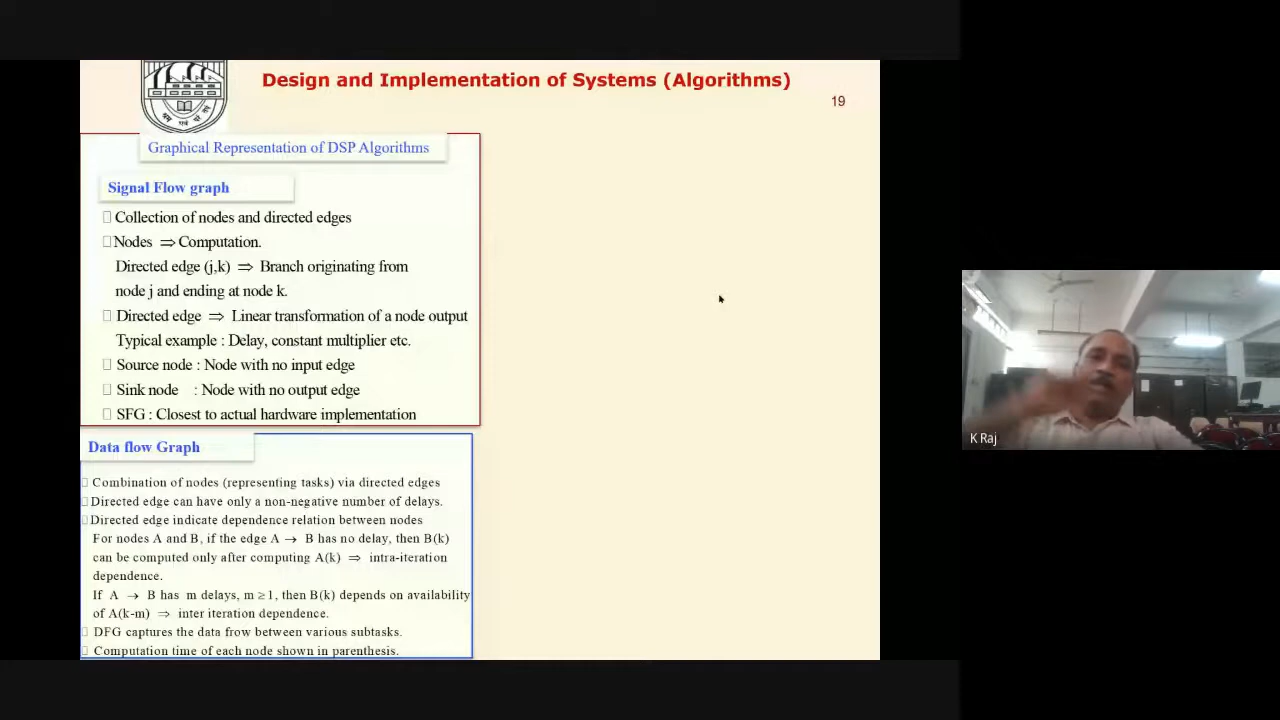 Design and Implementation of Systems (Algorithms)
19
Graphical Representation of DSP Algorithms
Signal Flow graph
Collection of nodes and directed edges
Nodes ⇒ Computation.
Directed edge (j,k) ⇒ Branch originating from
node j and ending at node k.
Directed edge ⇒ Linear transformation of a node output
Typical example : Delay, constant multiplier etc.
Source node : Node with no input edge
Sink node : Node with no output edge
SFG : Closest to actual hardware implementation
Data flow Graph
Combination of nodes (representing tasks) via directed edges
Directed edge can have only a non-negative number of delays.
Directed edge indicate dependence relation between nodes
For nodes A and B, if the edge A → B has no delay, then B(k)
can be computed only after computing A(k) ⇒ intra-iteration
dependence.
If A → B has m delays, m ≥ 1, then B(k) depends on availability
of A(k-m) ⇒ inter iteration dependence.
DFG captures the data frow between various subtasks.
Computation time of each node shown in parenthesis.
K Raj